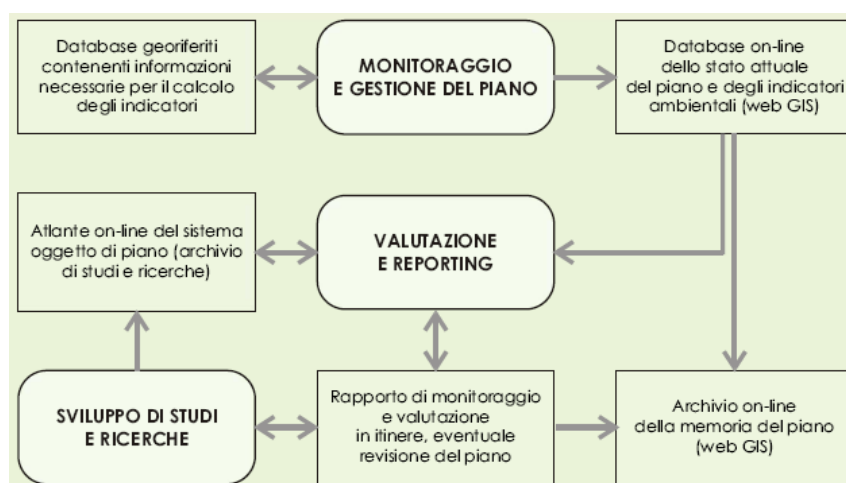 Database georiferiti
contenenti informazioni
necessarie per il calcolo
degli indicatori
MONITORAGGIO
E GESTIONE DEL PIANO
Database on-line
dello stato attuale
del piano e degli indicatori
ambientali (web GIS)
Atlante on-line del sistema
oggetto di piano (archivio
di studi e ricerche)
VALUTAZIONE
E REPORTING
SVILUPPO DI STUDI
E RICERCHE
Rapporto di monitoraggio
e valutazione
in itinere, eventuale
revisione del piano
Archivio on-line
della memoria del piano
(web GIS)